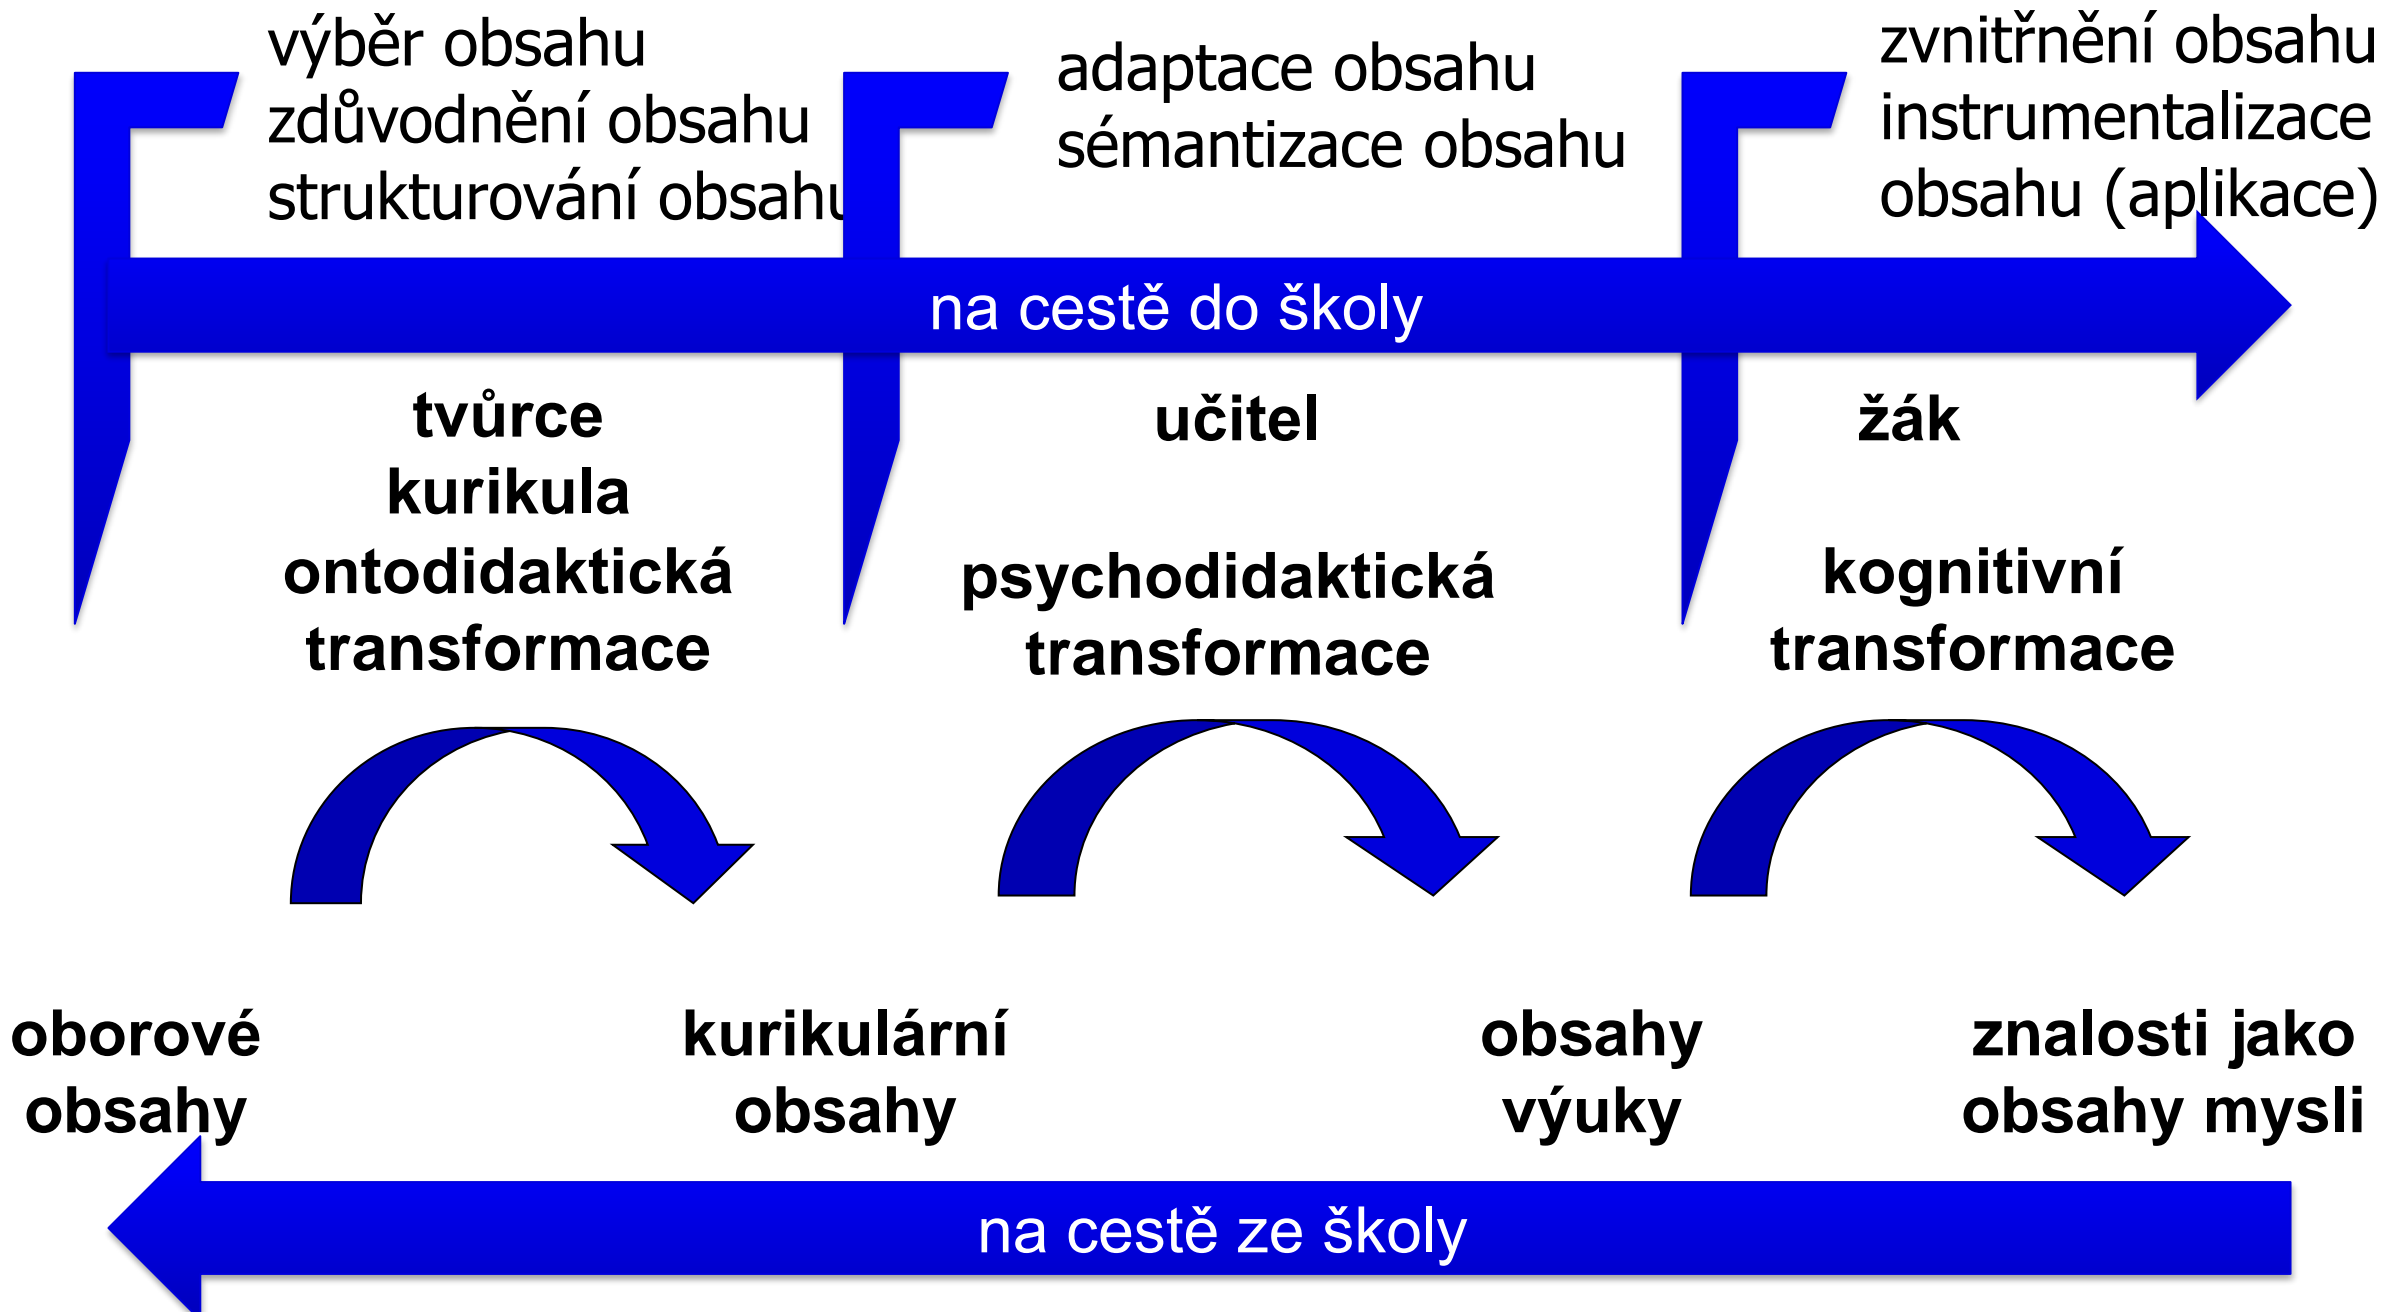 výběr obsahu
zdůvodnění obsahu
strukturování obsahu
adaptace obsahu
sémantizace obsahu
zvnitřnění obsahu
instrumentalizace
obsahu (aplikace)
na cestě do školy
tvůrce
kurikula
ontodidaktická
transformace
učitel
psychodidaktická
transformace
žák
kognitivní
transformace
oborové
obsahy
kurikulární
obsahy
obsahy
výuky
znalosti jako
obsahy mysli
na cestě ze školy